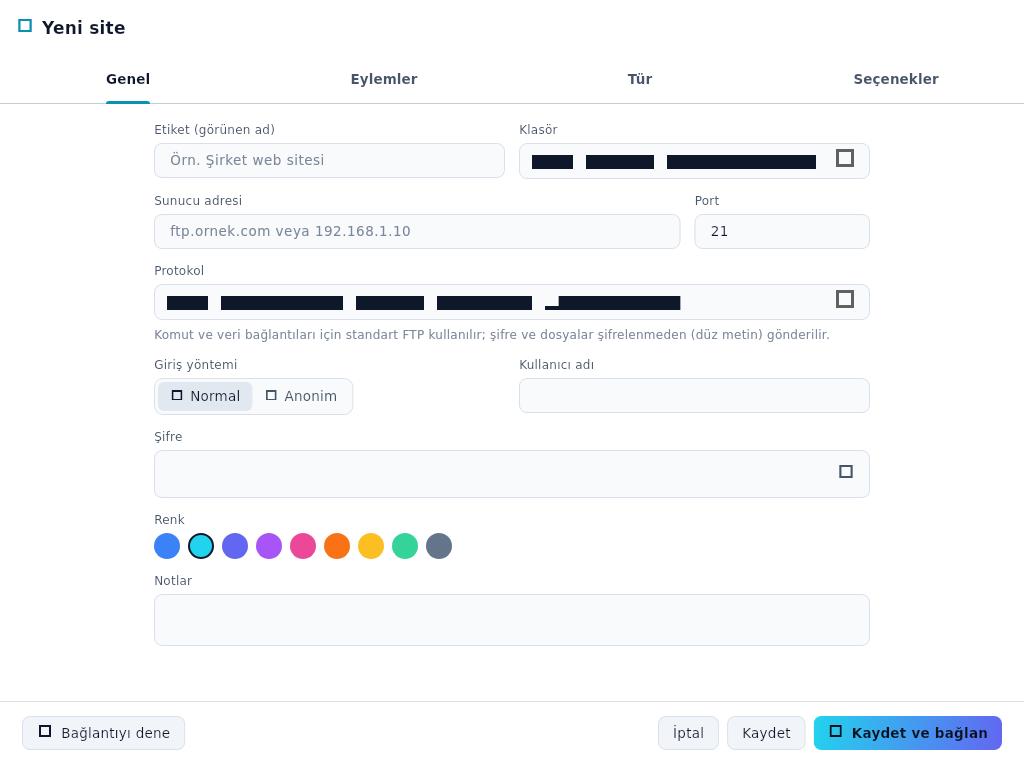 Yeni site
Genel
Eylemler
Tür
Seçenekler
Etiket (görünen ad)
Klasör
Örn. Şirket web sitesi
Sunucu adresi
Port
ftp.ornek.com veya 192.168.1.10
21
Protokol
Komut ve veri bağlantıları için standart FTP kullanılır; şifre ve dosyalar şifrelenmeden (düz metin) gönderilir.
Giriş yöntemi
Kullanıcı adı
Normal
Anonim
Şifre
Renk
Notlar
Bağlantıyı dene
İptal
Kaydet
Kaydet ve bağlan